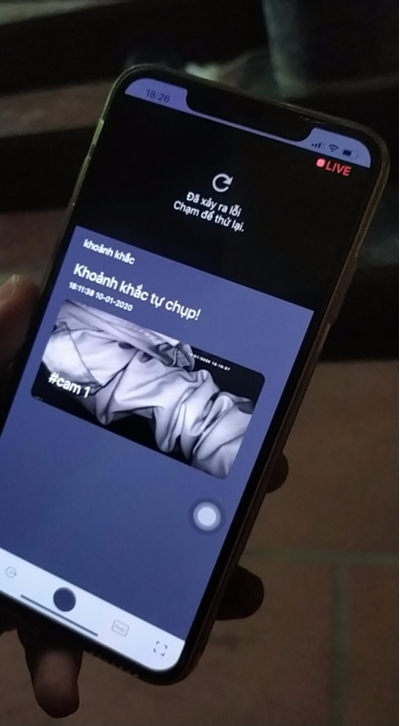 18:26
LIVE
Đã xảy ra lỗi
Chạm để thử lại.
khoảnh khắc
Khoảnh khắc tự chụp!
18:11:38 10-01-2020
#cam 1